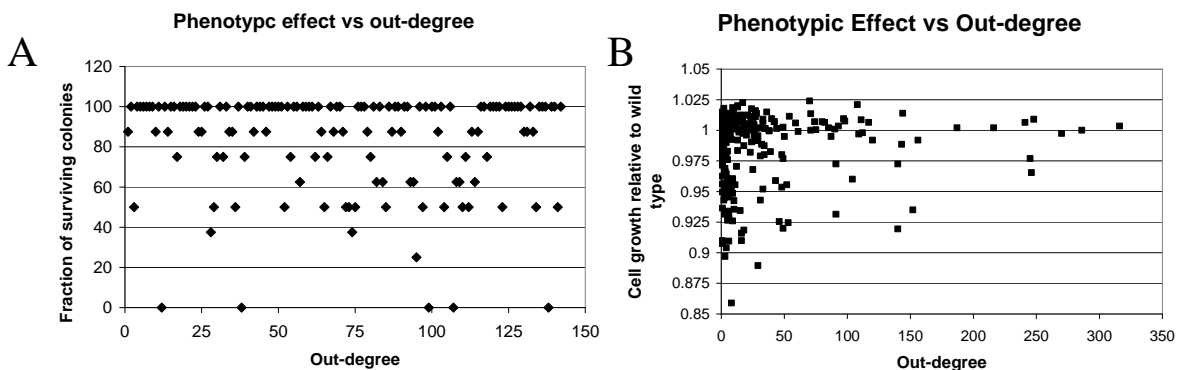 A
Phenotypc effect vs out-degree
Fraction of surviving colonies
120
100
80
60
40
20
0
0 25 50 75 100 125 150
Out-degree
B
Phenotypic Effect vs Out-degree
Cell growth relative to wild
type
1.05
1.025
1
0.975
0.95
0.925
0.9
0.875
0.85
0 50 100 150 200 250 300 350
Out-degree